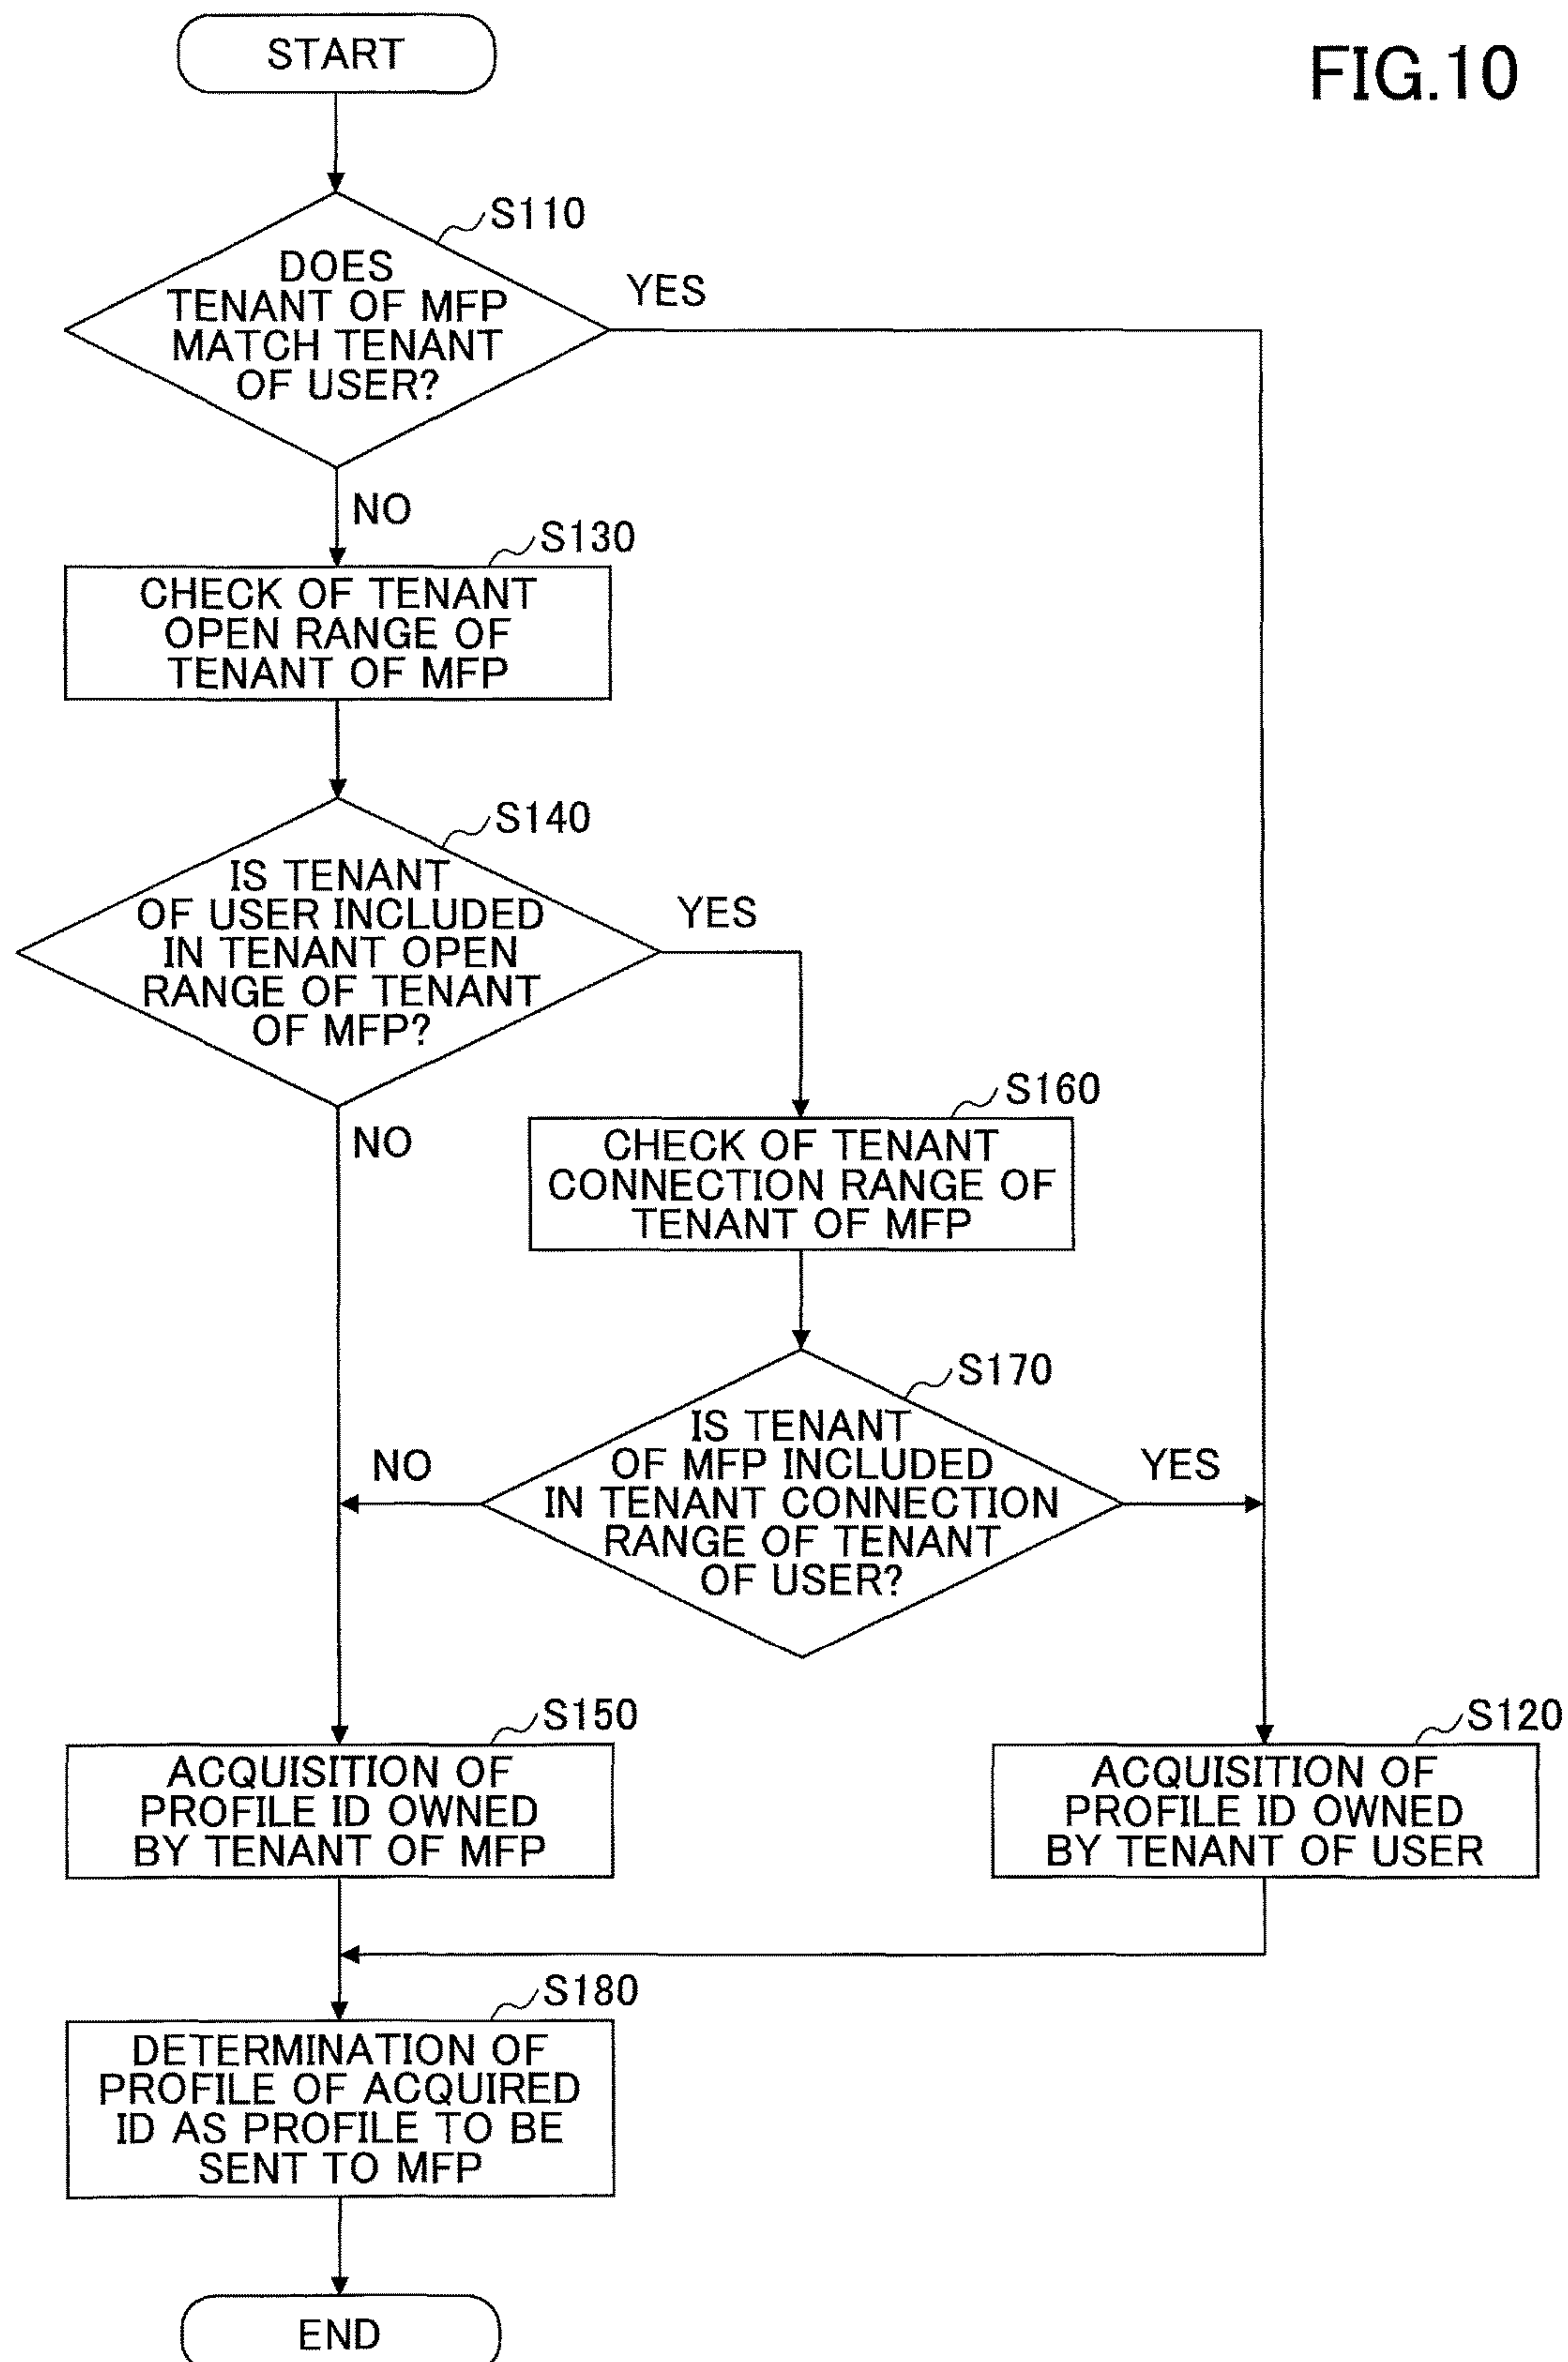 START
FIG.10
S110
DOES
TENANT OF MFP
MATCH TENANT
OF USER?
YES
NO
S130
CHECK OF TENANT
OPEN RANGE OF
TENANT OF MFP
S140
IS TENANT
OF USER INCLUDED
IN TENANT OPEN
RANGE OF TENANT
OF MFP?
YES
NO
S160
CHECK OF TENANT
CONNECTION RANGE OF
TENANT OF MFP
S170
IS TENANT
OF MFP INCLUDED
IN TENANT CONNECTION
RANGE OF TENANT
OF USER?
NO
YES
S150
ACQUISITION OF
PROFILE ID OWNED
BY TENANT OF MFP
S120
ACQUISITION OF
PROFILE ID OWNED
BY TENANT OF USER
S180
DETERMINATION OF
PROFILE OF ACQUIRED
ID AS PROFILE TO BE
SENT TO MFP
END